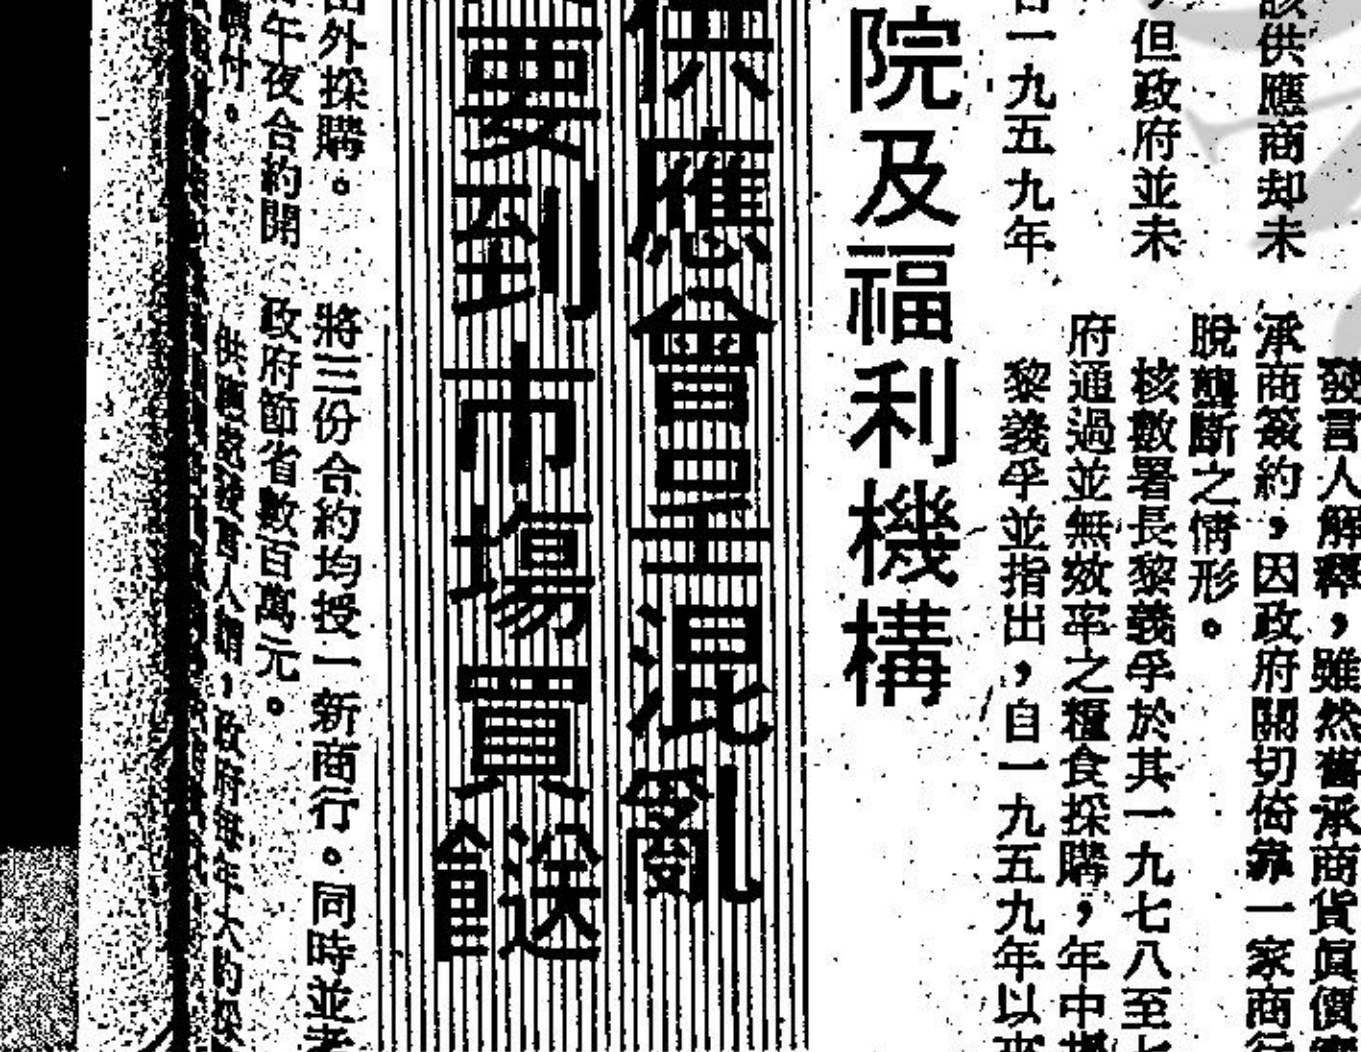 發言人解釋，雖然舊承商貨真價
該供應商却未
承商簽約，因政府關切倚靠一家商行
脫壟斷之情形。
但政府並未
核數署長黎義孚於其一九七八至七
府通過並無效率之糧食採購，年中
一九五九年
黎義孚並指出，自一九五九年以來
院及福利機構
供應會呈混亂
要到市場買餸
出外採購。
將三份合約均授一新商行。同時並
午夜合約開
政府節省數百萬元。
付。
供應處發言人稱，政府每年大約採